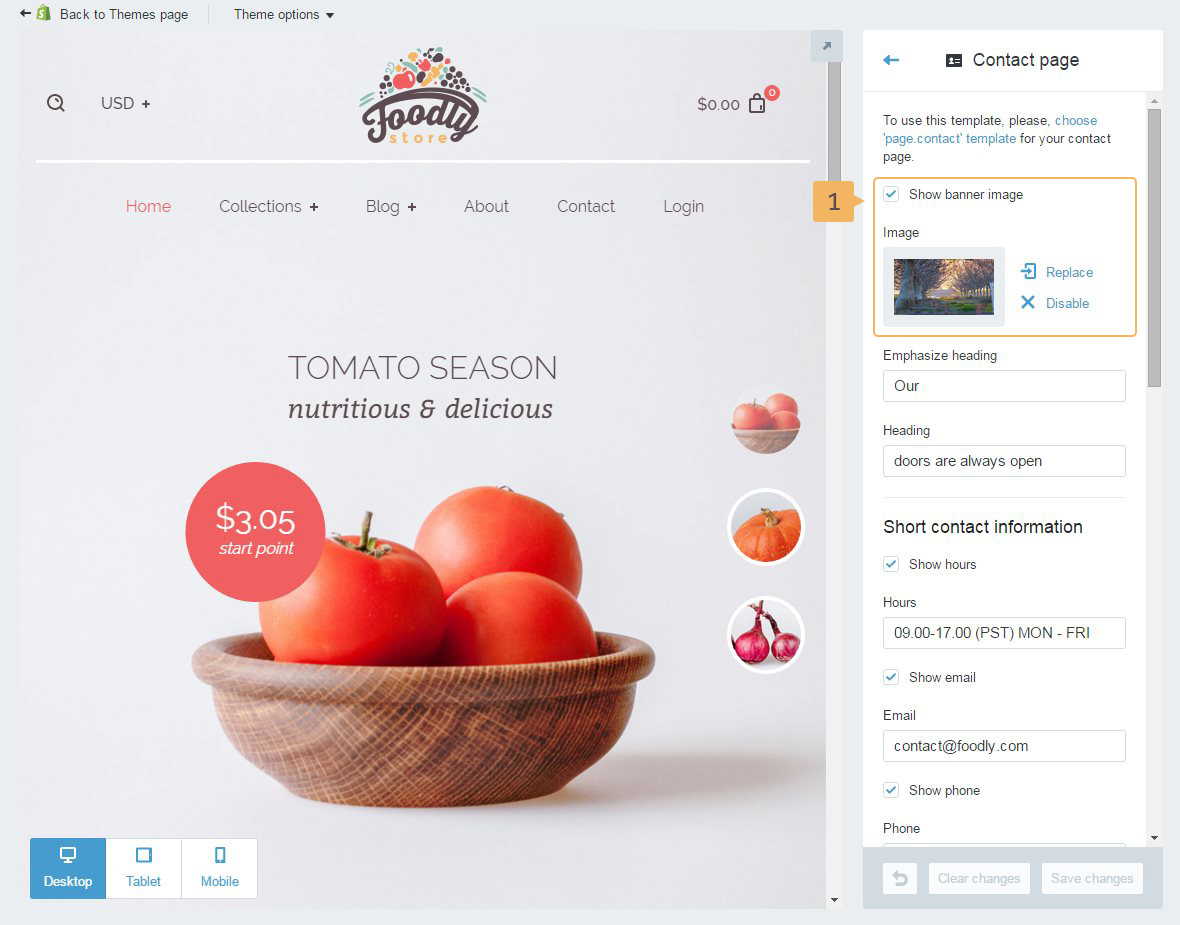 Back to Themes page
Theme options
USD +
Foodly
store
$0.00
0
Home
Collections +
Blog +
About
Contact
Login
TOMATO SEASON
nutritious & delicious
$3.05
start point
Desktop
Tablet
Mobile
1
Contact page
To use this template, please, choose
'page.contact' template for your contact
page.
Show banner image
Image
Replace
Disable
Emphasize heading
Our
Heading
doors are always open
Short contact information
Show hours
Hours
09.00-17.00 (PST) MON - FRI
Show email
Email
contact@foodly.com
Show phone
Phone
Clear changes
Save changes